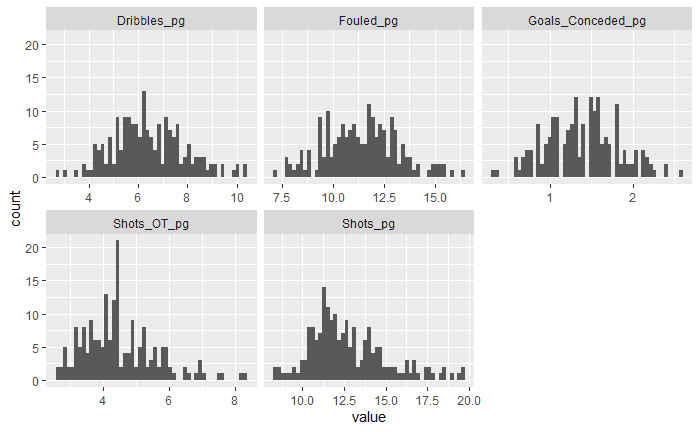 Dribbles_pg Fouled_pg Goals_Conceded_pg
20
15
10
5
0
4 6 8 10 7.5 10.0 12.5 15.0 1 2
count
Shots_OT_pg Shots_pg
20
15
10
5
0
4 6 8 10.0 12.5 15.0 17.5 20.0
value